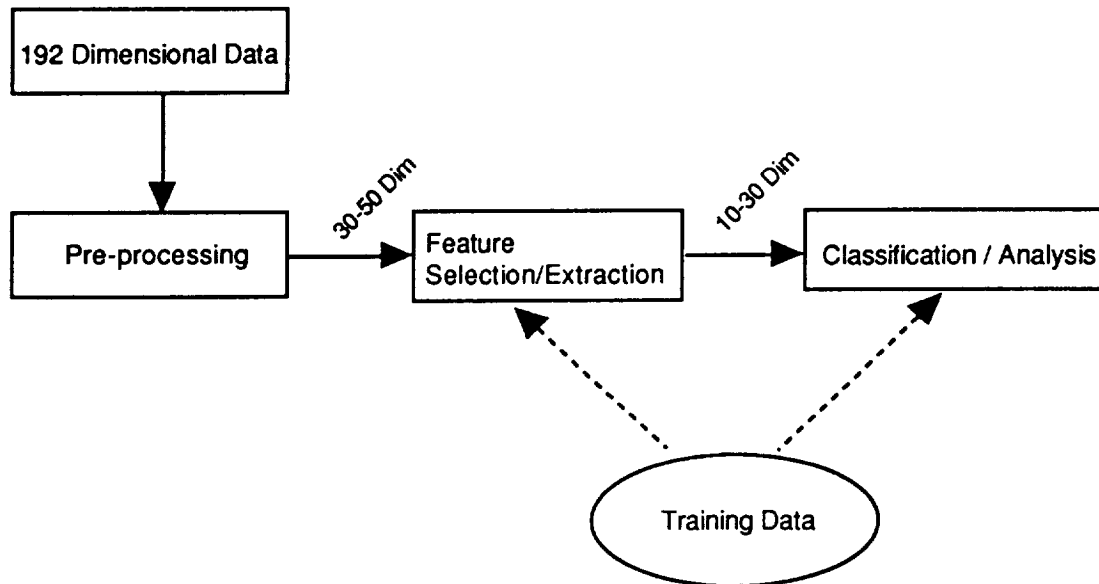 192 Dimensional Data
Pre-processing
30-50 Dim
Feature
Selection/Extraction
10-30 Dim
Classification / Analysis
Training Data